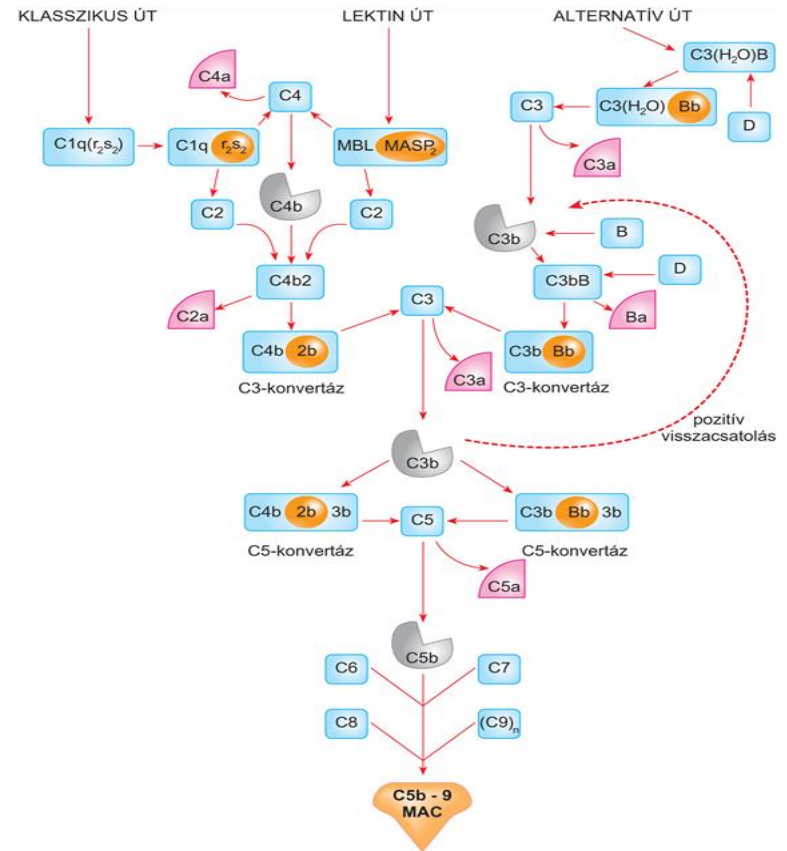 KLASSZIKUS ÚT
LEKTIN ÚT
ALTERNATÍV ÚT
C3(H₂O)B
C4a
C4
C3
C3(H₂O) Bb
D
C1q(r₂s₂)
C1q r₂s₂
MBL MASP₂
C3a
C4b
C2
C2
C3b
B
C4b2
C3
C3bB
D
C2a
Ba
C4b 2b
C3b Bb
C3a
C3-konvertáz
C3-konvertáz
pozitív
visszacsatolás
C3b
C4b 2b 3b
C5
C3b Bb 3b
C5-konvertáz
C5-konvertáz
C5a
C5b
C6
C7
C8
(C9)ₙ
C5b - 9
MAC